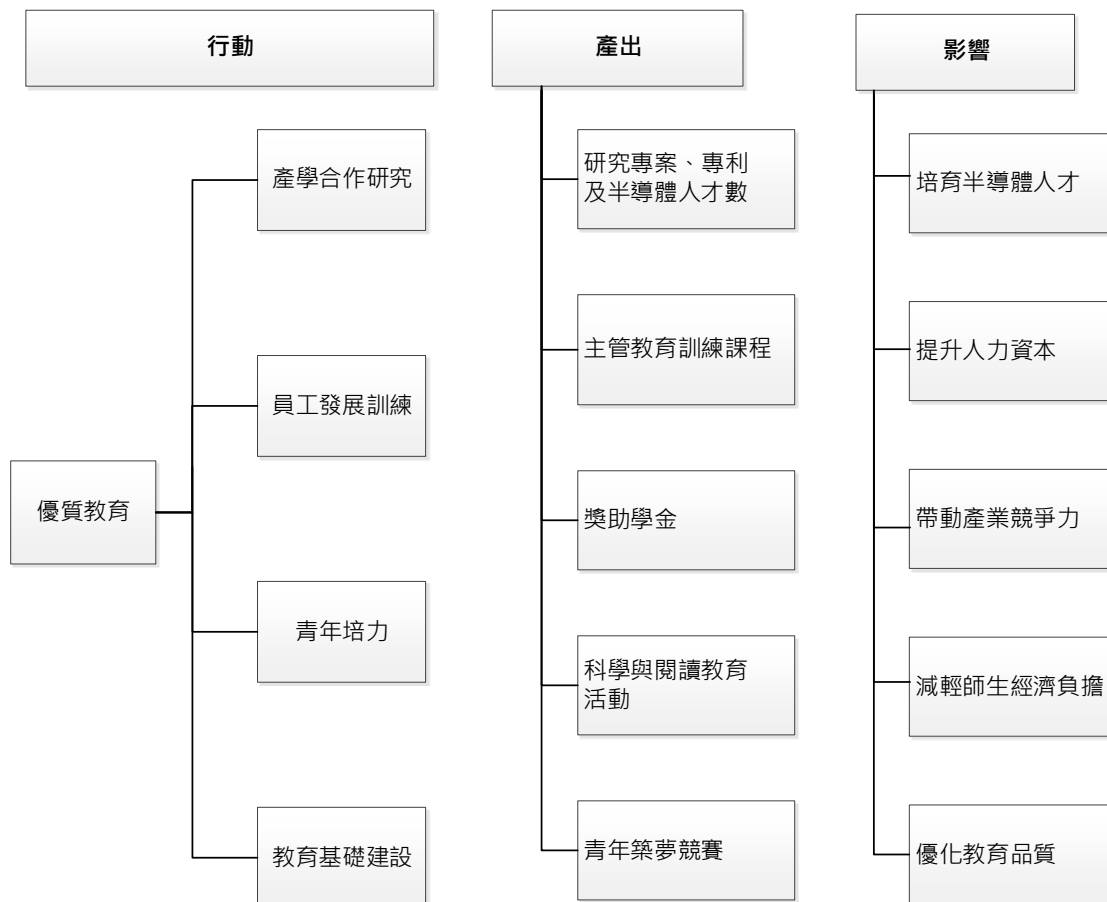 行動
產出
影響
優質教育
產學合作研究
員工發展訓練
青年培力
教育基礎建設
研究專案、專利
及半導體人才數
主管教育訓練課程
獎助學金
科學與閱讀教育
活動
青年築夢競賽
培育半導體人才
提升人力資本
帶動產業競爭力
減輕師生經濟負擔
優化教育品質